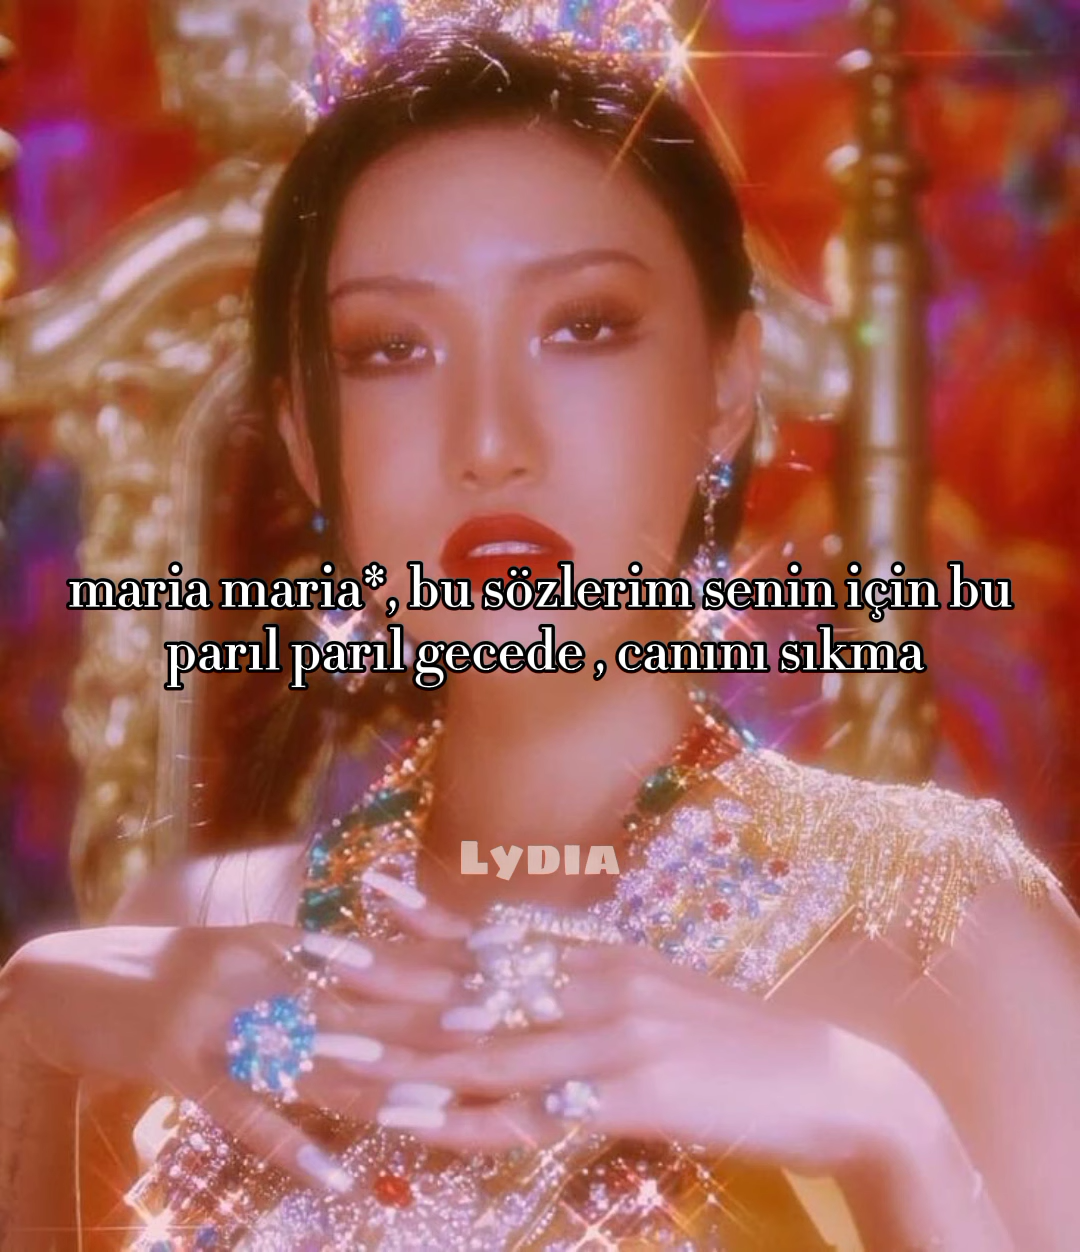 maria maria*, bu sözlerim senin için bu
parıl parıl gecede , canını sıkma
LYDIA